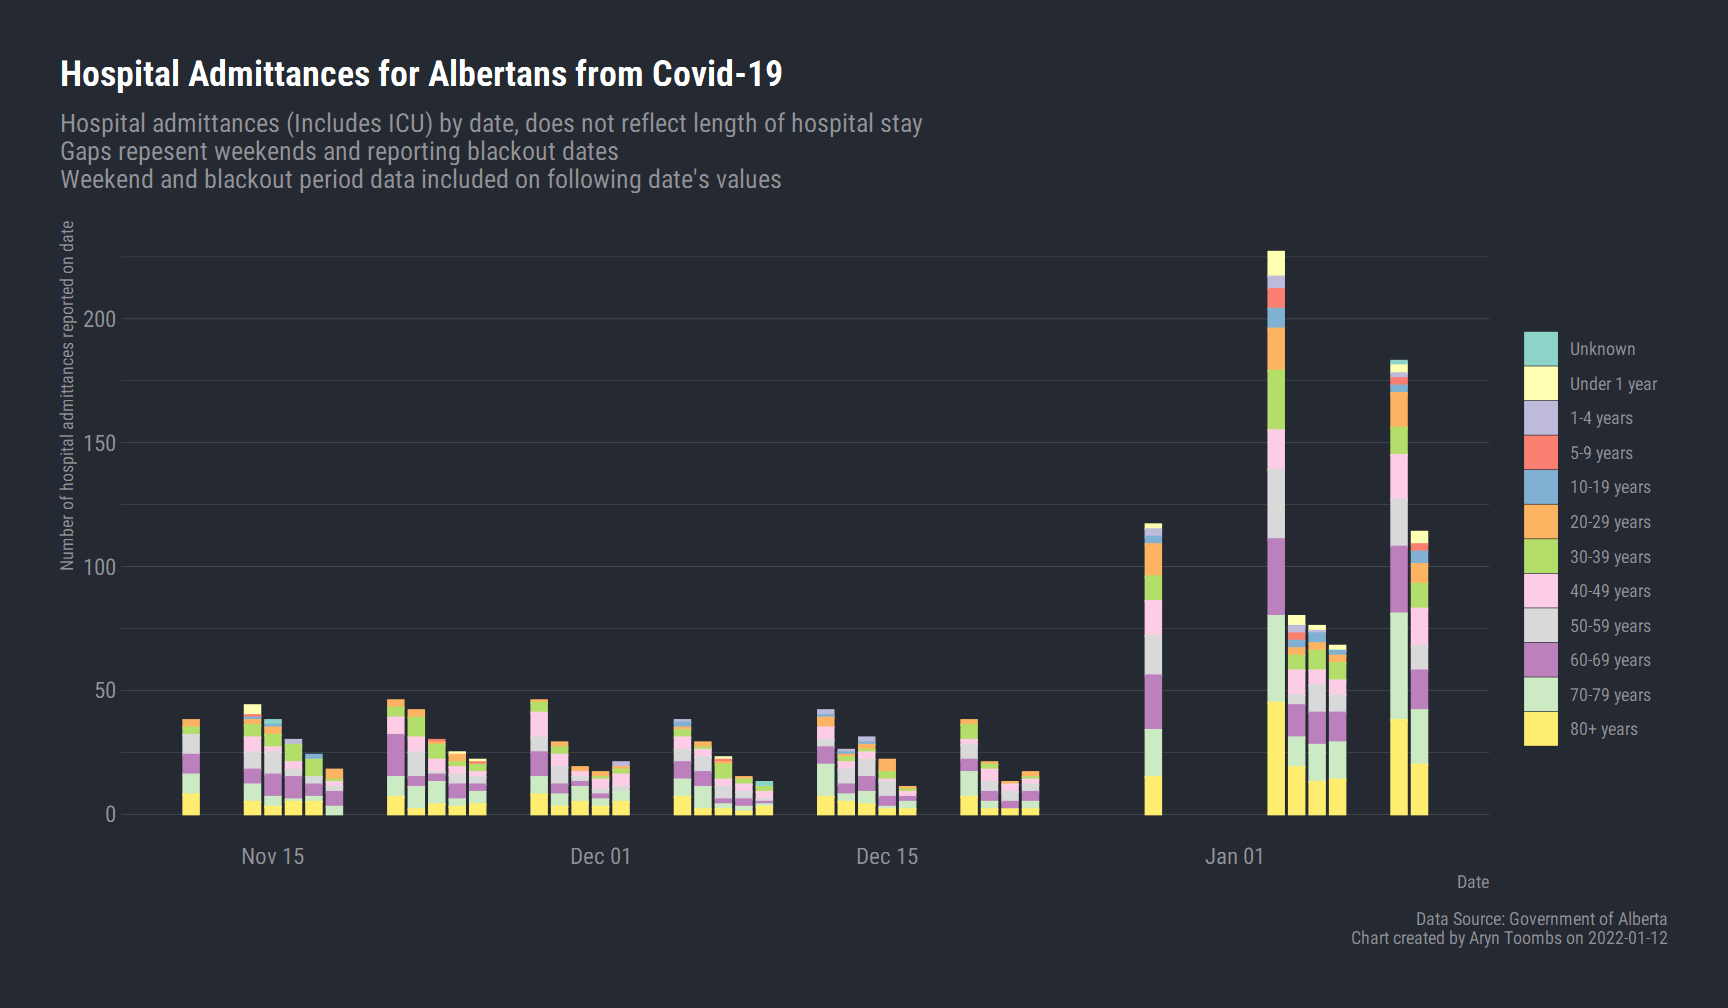 Hospital Admittances for Albertans from Covid-19
Hospital admittances (Includes ICU) by date, does not reflect length of hospital stay
Gaps repesent weekends and reporting blackout dates
Weekend and blackout period data included on following date's values
Number of hospital admittances reported on date
200
150
100
50
0
Nov 15
Dec 01
Dec 15
Jan 01
Date
Unknown
Under 1 year
1-4 years
5-9 years
10-19 years
20-29 years
30-39 years
40-49 years
50-59 years
60-69 years
70-79 years
80+ years
Data Source: Government of Alberta
Chart created by Aryn Toombs on 2022-01-12